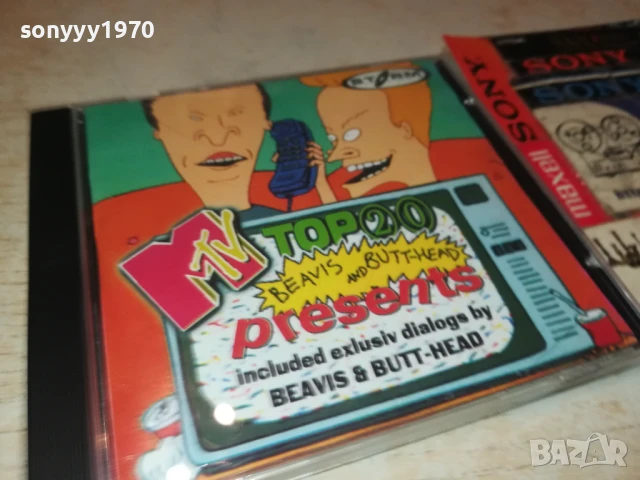 sonyyy1970
STORM
SONY
SONY
SONY
maxell
MTV
TOP 20
BEAVIS AND BUTT-HEAD
presents
included exlusiv dialogs by
BEAVIS & BUTT-HEAD
BAZAR
bg